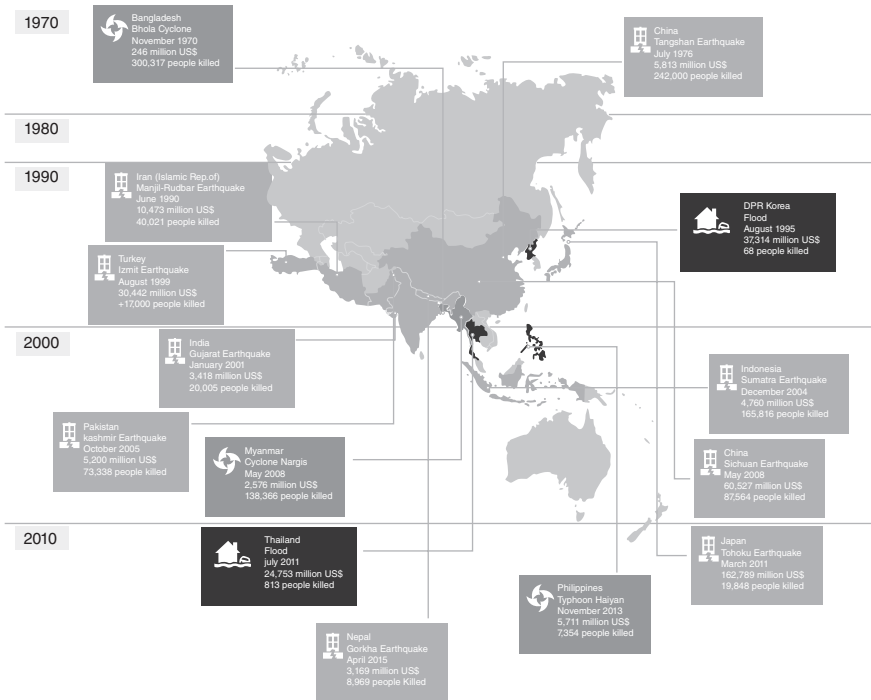 1970
Bangladesh
Bhola Cyclone
November 1970
246 million US$
300,317 people killed
China
Tangshan Earthquake
July 1976
5,813 million US$
242,000 people killed
1980
1990
Iran (Islamic Rep.of)
Manjil-Rudbar Earthquake
June 1990
10,473 million US$
40,021 people killed
DPR Korea
Flood
August 1995
37,314 million US$
68 people killed
Turkey
Izmit Earthquake
August 1999
30,442 million US$
+17,000 people killed
2000
India
Gujarat Earthquake
January 2001
3,418 million US$
20,005 people killed
Indonesia
Sumatra Earthquake
December 2004
4,760 million US$
165,816 people killed
Pakistan
kashmir Earthquake
October 2005
5,200 million US$
73,338 people killed
Myanmar
Cyclone Nargis
May 2008
2,576 million US$
138,366 people killed
China
Sichuan Earthquake
May 2008
60,527 million US$
87,564 people killed
2010
Thailand
Flood
july 2011
24,753 million US$
813 people killed
Japan
Tohoku Earthquake
March 2011
162,789 million US$
19,848 people killed
Philippines
Typhoon Haiyan
November 2013
5,711 million US$
7,354 people killed
Nepal
Gorkha Earthquake
April 2015
3,169 million US$
8,969 people Killed